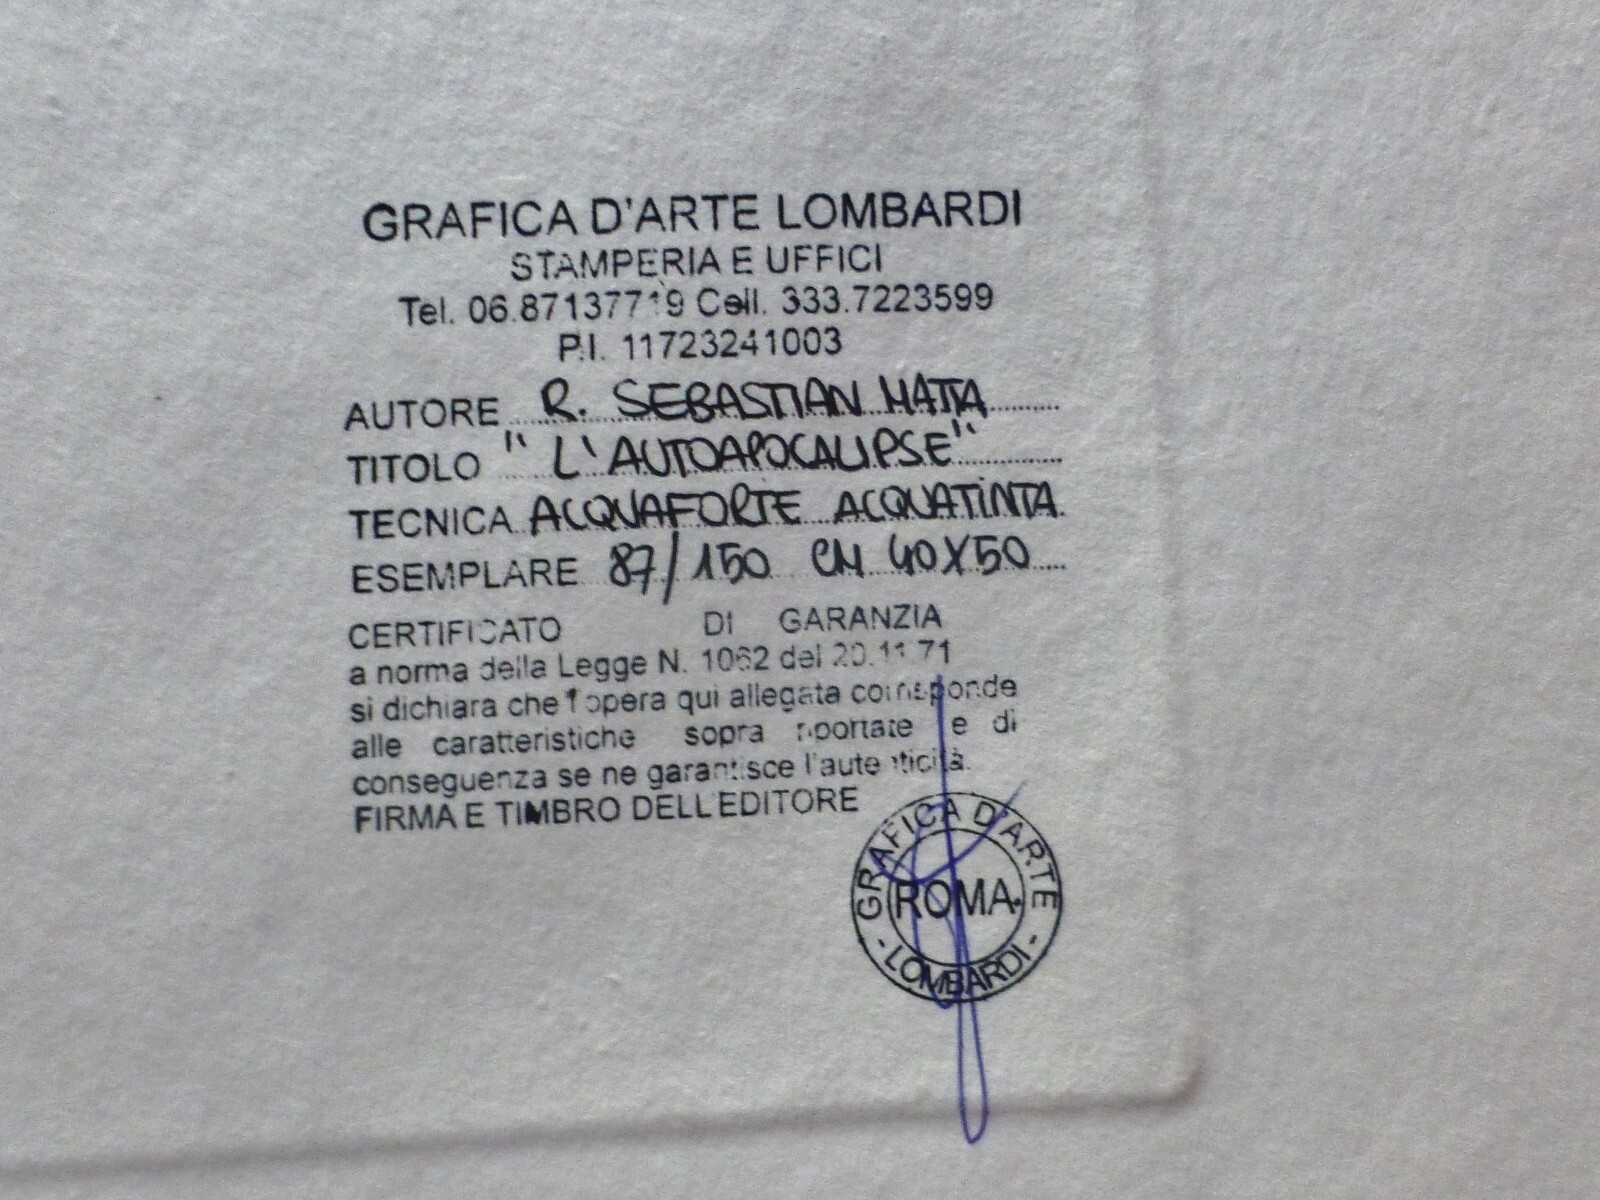 GRAFICA D'ARTE LOMBARDI
STAMPERIA E UFFICI
Tel. 06.87137719 Cell. 333.7223599
P.I. 11723241003
AUTORE R. SEBASTIAN MATTA
TITOLO "L'AUTOAPOCALIPSE"
TECNICA ACQUAFORTE ACQUATINTA
ESEMPLARE 87/150 CM 40X50
CERTIFICATO DI GARANZIA
a norma della Legge N. 1062 del 20.11.71
si dichiara che l'opera qui allegata corrisponde
alle caratteristiche sopra riportate e di
conseguenza se ne garantisce l'autenticità.
FIRMA E TIMBRO DELL'EDITORE
GRAFICA D'ARTE
ROMA
- LOMBARDI -